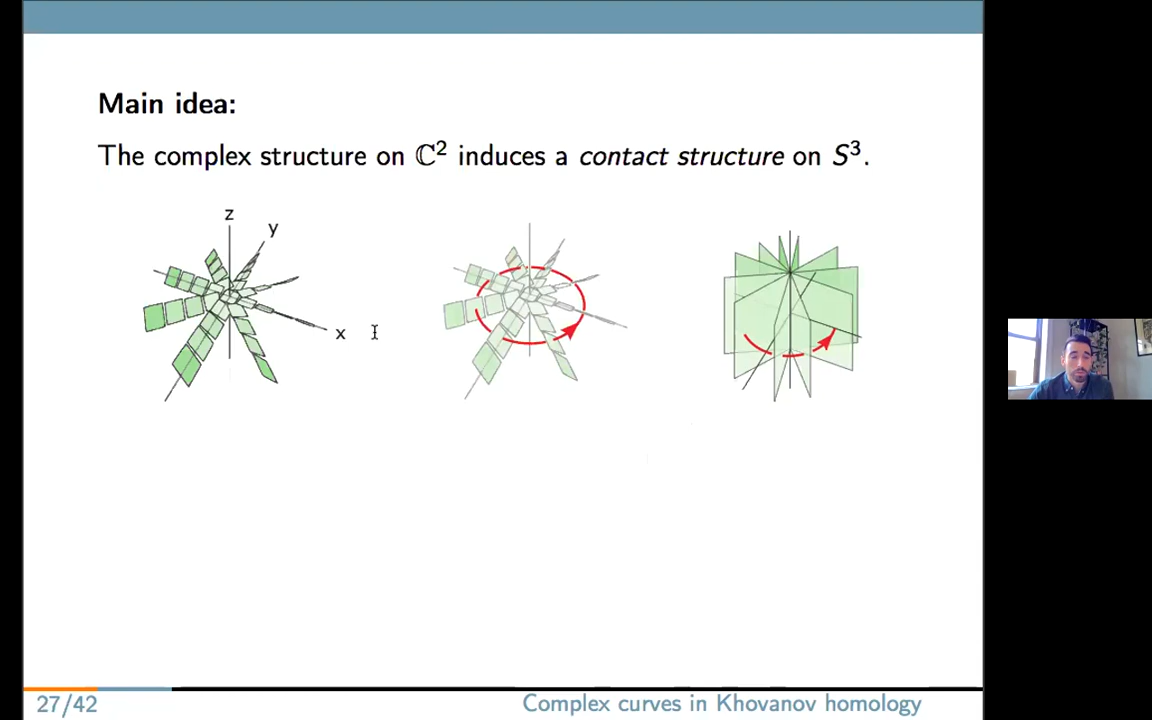 Main idea:
The complex structure on ℂ² induces a contact structure on S³.
z
y
x
27/42
Complex curves in Khovanov homology